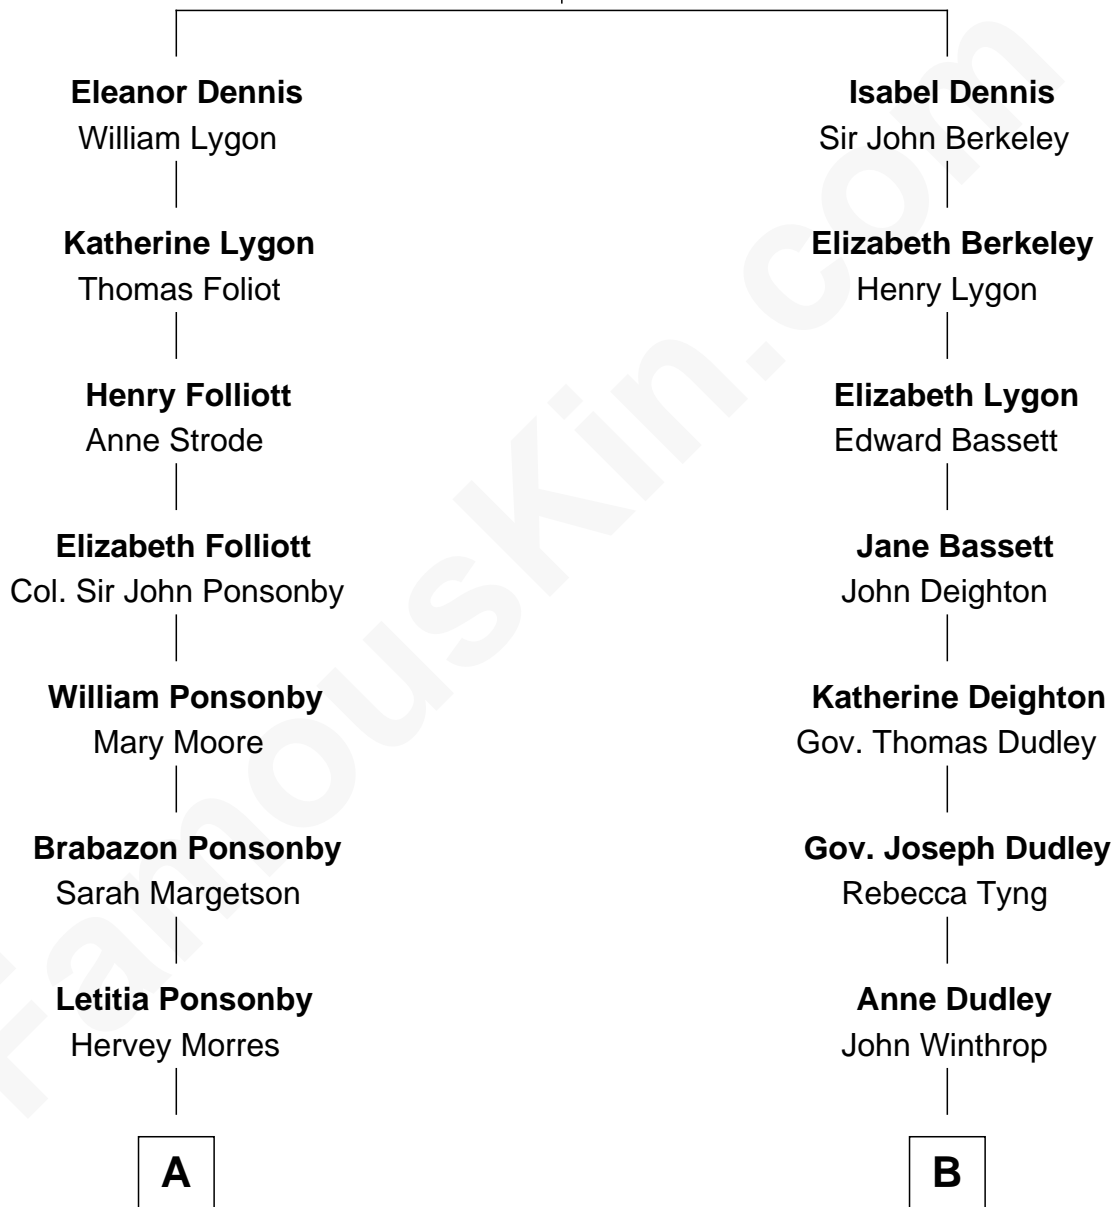 Eleanor Dennis
William Lygon
Katherine Lygon
Thomas Foliot
Henry Folliott
Anne Strode
Elizabeth Folliott
Col. Sir John Ponsonby
William Ponsonby
Mary Moore
Brabazon Ponsonby
Sarah Margetson
Letitia Ponsonby
Hervey Morres
A
Isabel Dennis
Sir John Berkeley
Elizabeth Berkeley
Henry Lygon
Elizabeth Lygon
Edward Bassett
Jane Bassett
John Deighton
Katherine Deighton
Gov. Thomas Dudley
Gov. Joseph Dudley
Rebecca Tyng
Anne Dudley
John Winthrop
B
FamousKin.com